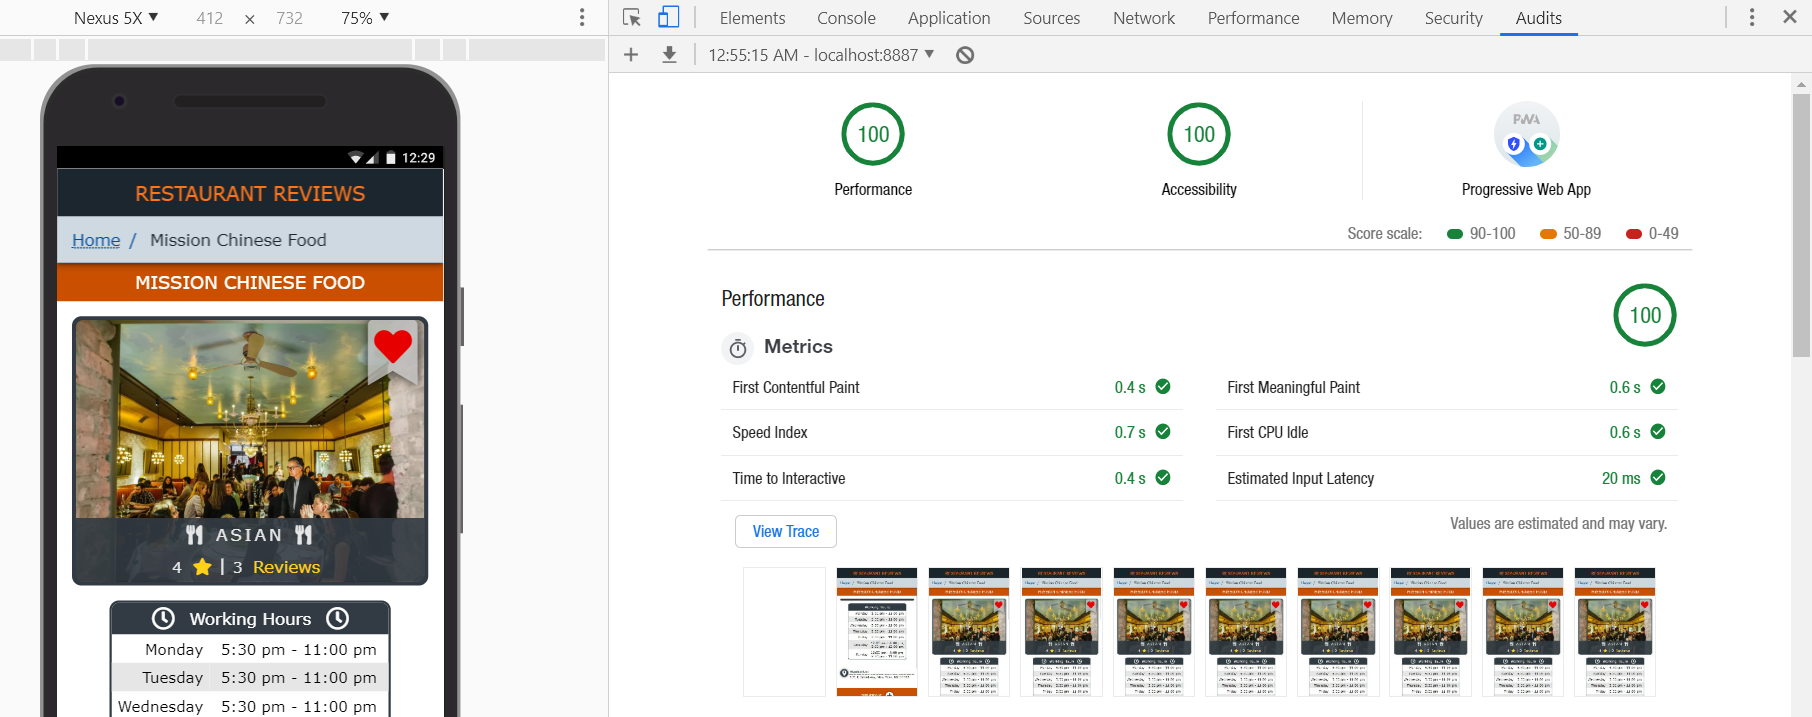 Nexus 5X ▼ 412 × 732 75% ▼
Elements Console Application Sources Network Performance Memory Security Audits
12:55:15 AM - localhost:8887 ▼
12:29
RESTAURANT REVIEWS
Home / Mission Chinese Food
MISSION CHINESE FOOD
ASIAN
4 | 3 Reviews
Working Hours
Monday 5:30 pm - 11:00 pm
Tuesday 5:30 pm - 11:00 pm
Wednesday 5:30 pm - 11:00 pm
100 100 PWA
Performance Accessibility Progressive Web App
Score scale: 90-100 50-89 0-49
Performance 100
Metrics
First Contentful Paint 0.4 s First Meaningful Paint 0.6 s
Speed Index 0.7 s First CPU Idle 0.6 s
Time to Interactive 0.4 s Estimated Input Latency 20 ms
View Trace Values are estimated and may vary.